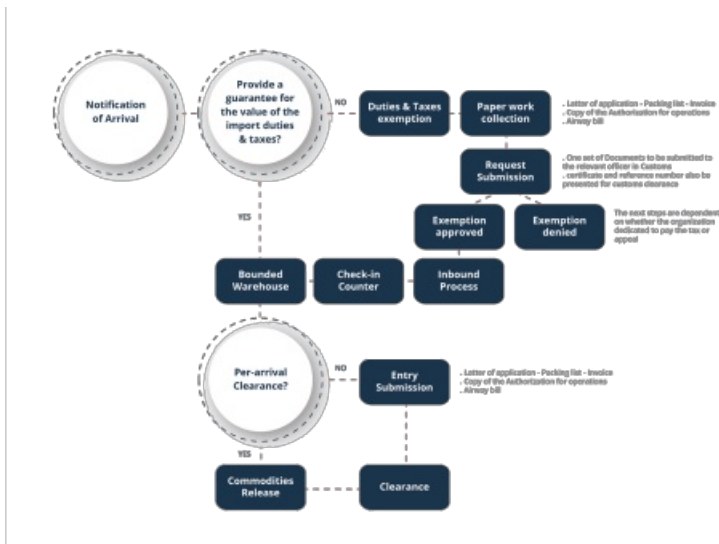 Notification
of Arrival
Provide a
guarantee for
the value of the
import duties
& taxes?
NO
Duties & Taxes
exemption
Paper work
collection
. Letter of application - Packing list - Invoice
. Copy of the Authorization for operations
. Airway bill
Request
Submission
. One set of Documents to be submitted to
the relevant officer in Customs
. certificate and reference number also be
presented for customs clearance
YES
Exemption
approved
Exemption
denied
The next steps are dependent
on whether the organization
dedicated to pay the tax or
appeal
Bounded
Warehouse
Check-in
Counter
Inbound
Process
Per-arrival
Clearance?
NO
Entry
Submission
. Letter of application - Packing list - Invoice
. Copy of the Authorization for operations
. Airway bill
YES
Commodities
Release
Clearance